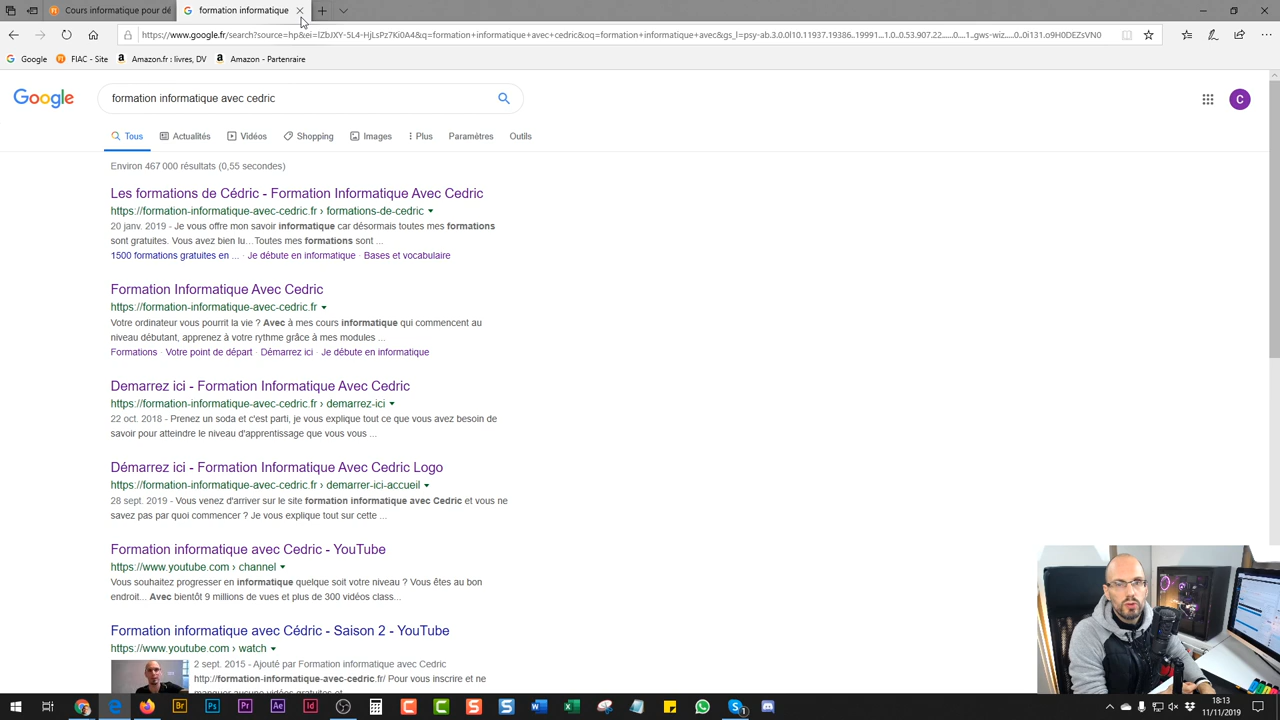 Cours informatique pour dé
formation informatique
https://www.google.fr/search?source=hp&ei=lZbJXY-5L4-HjLsPz7Ki0A4&q=formation+informatique+avec+cedric&oq=formation+informatique+avec&gs_l=psy-ab.3.0.0l10.11937.19386..19991...1.0..0.53.907.22......0....1..gws-wiz.....0..0i131.o9H0DEZsVN0
Google FIAC - Site Amazon.fr : livres, DV Amazon - Partenaire
Google
formation informatique avec cedric
C
Tous Actualités Vidéos Shopping Images Plus Paramètres Outils
Environ 467 000 résultats (0,55 secondes)
Les formations de Cédric - Formation Informatique Avec Cedric
https://formation-informatique-avec-cedric.fr › formations-de-cedric
20 janv. 2019 - Je vous offre mon savoir informatique car désormais toutes mes formations
sont gratuites. Vous avez bien lu...Toutes mes formations sont ...
1500 formations gratuites en ... · Je débute en informatique · Bases et vocabulaire
Formation Informatique Avec Cedric
https://formation-informatique-avec-cedric.fr
Votre ordinateur vous pourrit la vie ? Avec à mes cours informatique qui commencent au
niveau débutant, apprenez à votre rythme grâce à mes modules ...
Formations · Votre point de départ · Démarrez ici · Je débute en informatique
Demarrez ici - Formation Informatique Avec Cedric
https://formation-informatique-avec-cedric.fr › demarrez-ici
22 oct. 2018 - Prenez un soda et c'est parti, je vous explique tout ce que vous avez besoin de
savoir pour atteindre le niveau d'apprentissage que vous vous ...
Démarrez ici - Formation Informatique Avec Cedric Logo
https://formation-informatique-avec-cedric.fr › demarrer-ici-accueil
28 sept. 2019 - Vous venez d'arriver sur le site formation informatique avec Cedric et vous ne
savez pas par quoi commencer ? Je vous explique tout sur cette ...
Formation informatique avec Cedric - YouTube
https://www.youtube.com › channel
Vous souhaitez progresser en informatique quelque soit votre niveau ? Vous êtes au bon
endroit... Avec bientôt 9 millions de vues et plus de 300 vidéos class...
Formation informatique avec Cédric - Saison 2 - YouTube
https://www.youtube.com › watch
2 sept. 2015 - Ajouté par Formation informatique avec Cedric
http://formation-informatique-avec-cedric.fr/ Pour vous inscrire et ne
manquer aucune vidéos gratuites et
Br Ps Pr Ae Id
18:13
11/11/2019